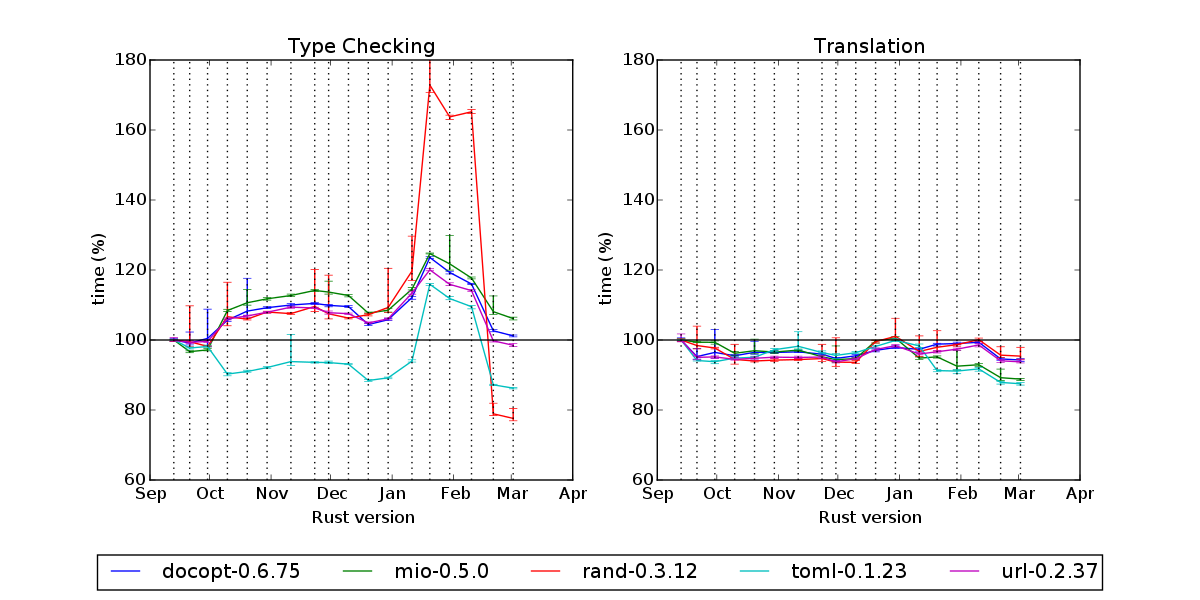 Type Checking
180
160
140
120
100
80
60
time (%)
Sep Oct Nov Dec Jan Feb Mar Apr
Rust version
Translation
180
160
140
120
100
80
60
time (%)
Sep Oct Nov Dec Jan Feb Mar Apr
Rust version
docopt-0.6.75 mio-0.5.0 rand-0.3.12 toml-0.1.23 url-0.2.37